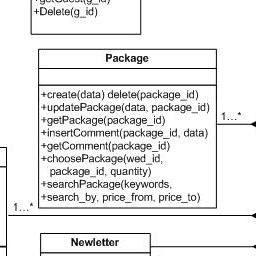 +getGuest(g_id)
+Delete(g_id)
Package
+create(data) delete(package_id)
+updatePackage(data, package_id)
+getPackage(package_id)
+insertComment(package_id, data)
+getComment(package_id)
+choosePackage(wed_id,
package_id, quantity)
+searchPackage(keywords,
+search_by, price_from, price_to)
1...*
1...*
Newletter